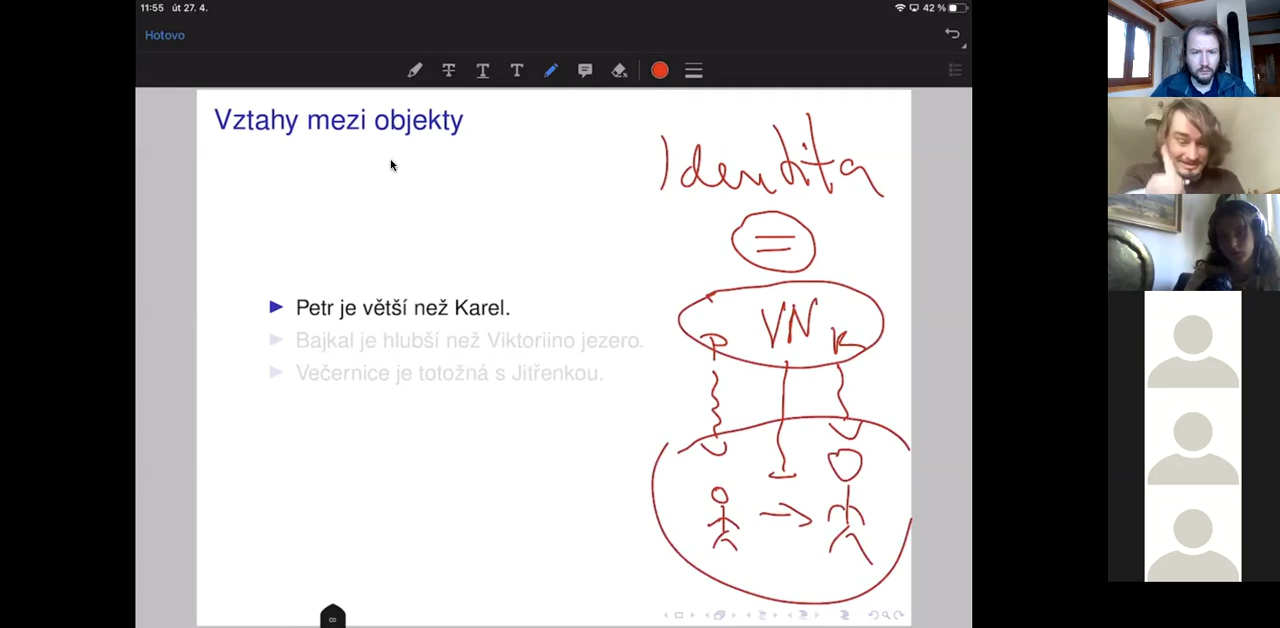 11:55 út 27. 4.
42 %
Hotovo
T T T
Vztahy mezi objekty
Identita
=
Petr je větší než Karel.
P VN K
Bajkal je hlubší než Viktoriino jezero.
Večernice je totožná s Jitřenkou.